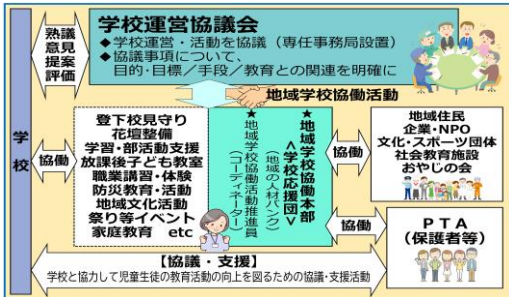 学校運営協議会
◆学校運営・活動を協議（専任事務局設置）
◆協議事項について、
目的・目標／手段／教育との関連を明確に
熟議
意見
提案
評価
地域学校協働活動
学校
協働
登下校見守り
花壇整備
学習・部活動支援
放課後子ども教室
職業講習・体験
防災教育・活動
地域文化活動
祭り等イベント
家庭教育　etc
★地域学校協働本部
＜学校応援団＞
（地域の人材バンク）
★地域学校協働活動推進員
（コーディネーター）
協働
地域住民
企業・NPO
文化・スポーツ団体
社会教育施設
おやじの会
協働
ＰＴＡ
（保護者等）
【協議・支援】
学校と協力して児童生徒の教育活動の向上を図るための協議・支援活動